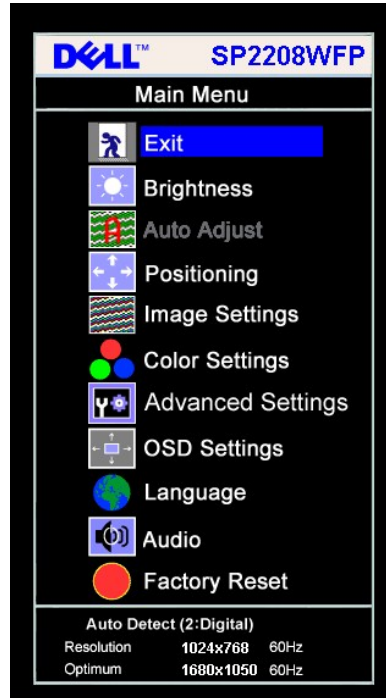 DELL™ SP2208WFP
Main Menu
Exit
Brightness
Auto Adjust
Positioning
Image Settings
Color Settings
Advanced Settings
OSD Settings
Language
Audio
Factory Reset
Auto Detect (2:Digital)
Resolution 1024x768 60Hz
Optimum 1680x1050 60Hz